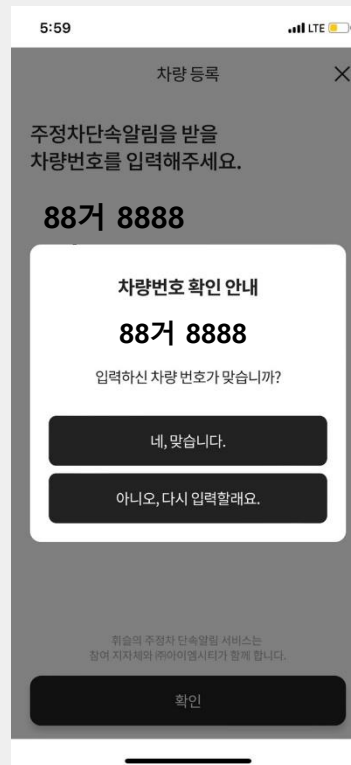 5:59
LTE
차량 등록
주정차단속알림을 받을
차량번호를 입력해주세요.
88거 8888
차량번호 확인 안내
88거 8888
입력하신 차량 번호가 맞습니까?
네, 맞습니다.
아니오, 다시 입력할래요.
휘슬의 주정차 단속알림 서비스는
참여 지자체와 ㈜아이엠시티가 함께 합니다.
확인